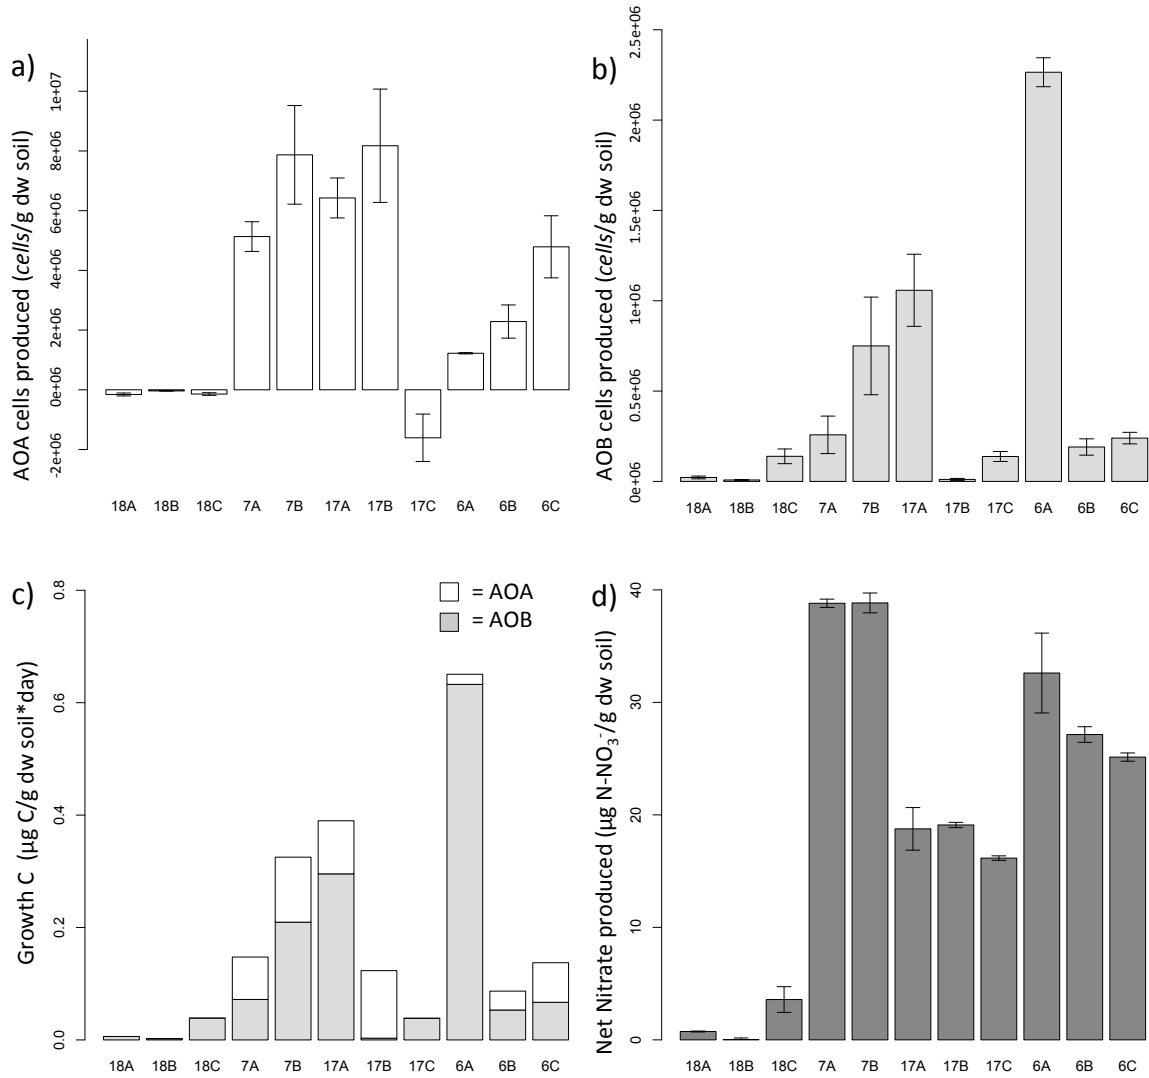 a)
AOA cells produced (cells/g dw soil)
1e+07
8e+06
6e+06
4e+06
2e+06
0e+06
-2e+06
18A 18B 18C 7A 7B 17A 17B 17C 6A 6B 6C
b)
AOB cells produced (cells/g dw soil)
2.5e+06
2e+06
1.5e+06
1e+06
0.5e+06
0e+06
18A 18B 18C 7A 7B 17A 17B 17C 6A 6B 6C
c)
= AOA
= AOB
Growth C (µg C/g dw soil*day)
0.8
0.6
0.4
0.2
0.0
18A 18B 18C 7A 7B 17A 17B 17C 6A 6B 6C
d)
Net Nitrate produced (µg N-NO₃⁻/g dw soil)
40
30
20
10
0
18A 18B 18C 7A 7B 17A 17B 17C 6A 6B 6C